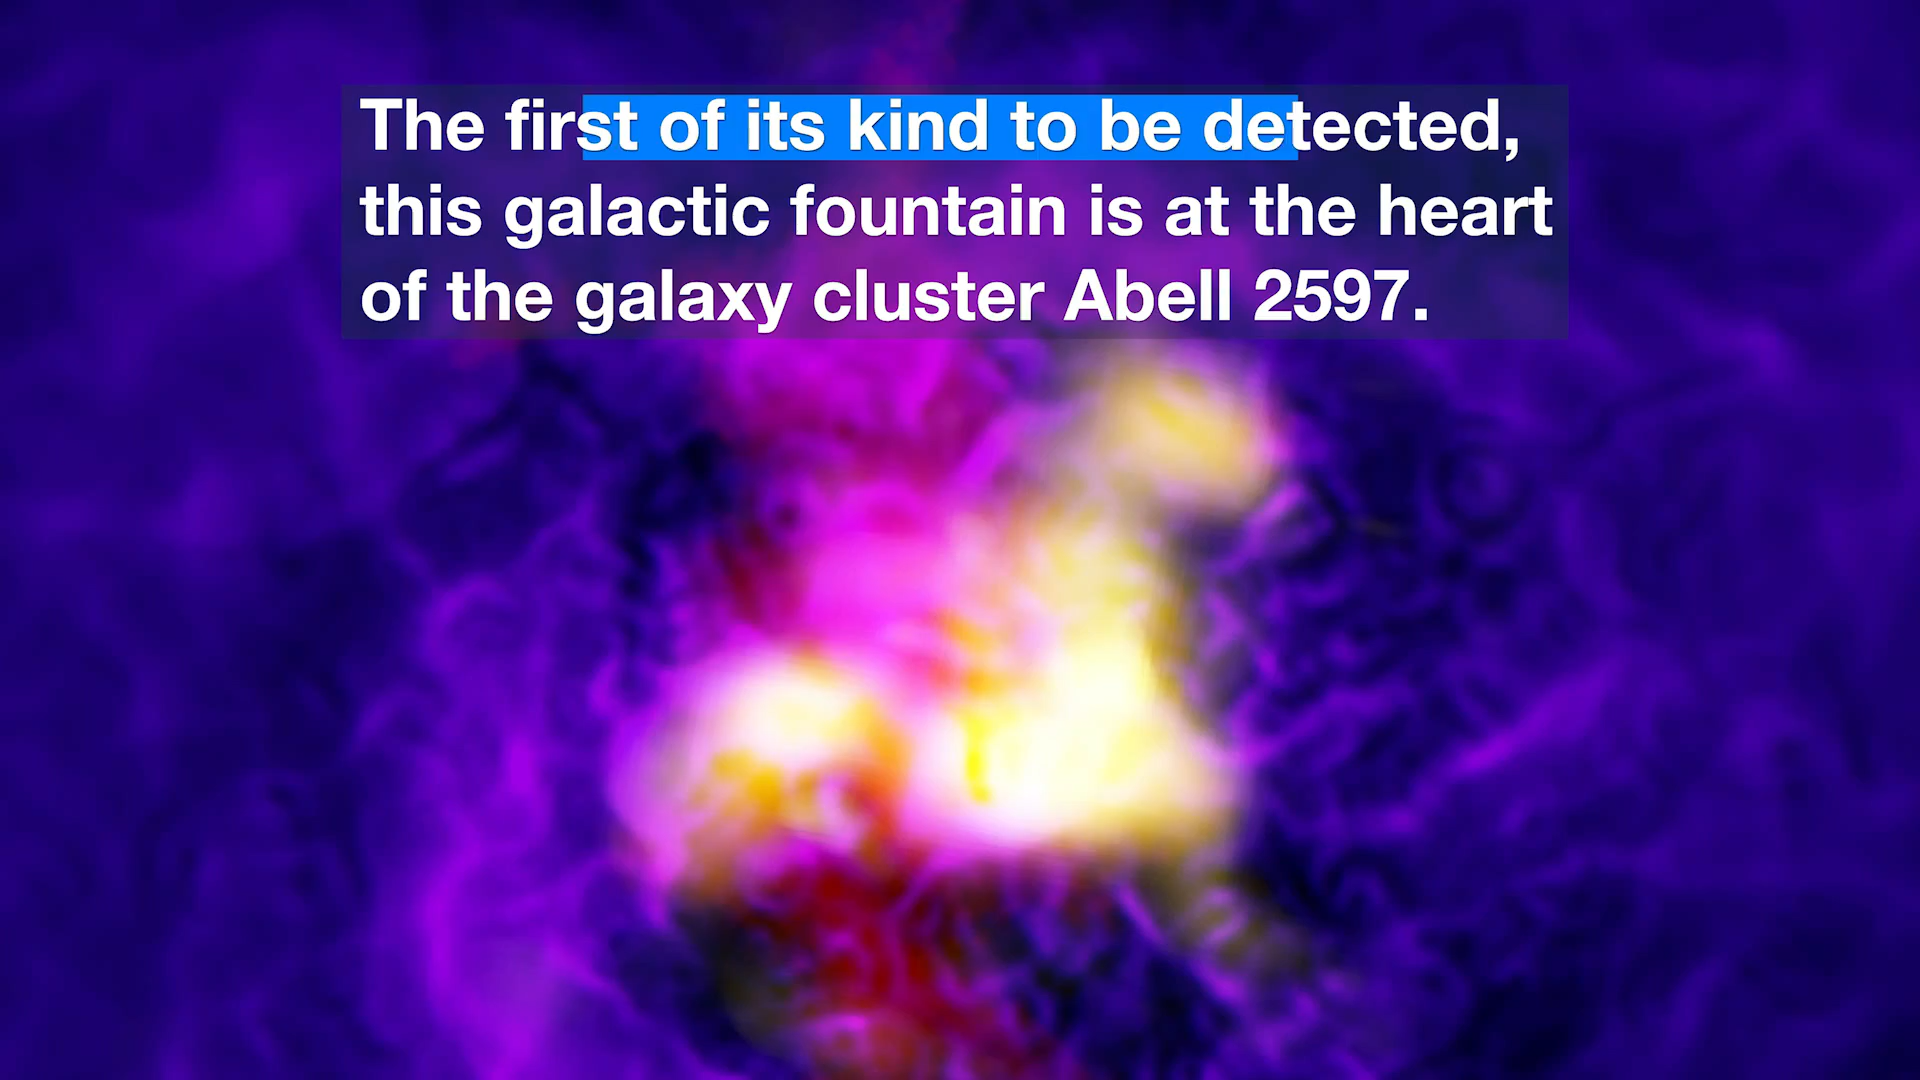 The first of its kind to be detected,
this galactic fountain is at the heart
of the galaxy cluster Abell 2597.